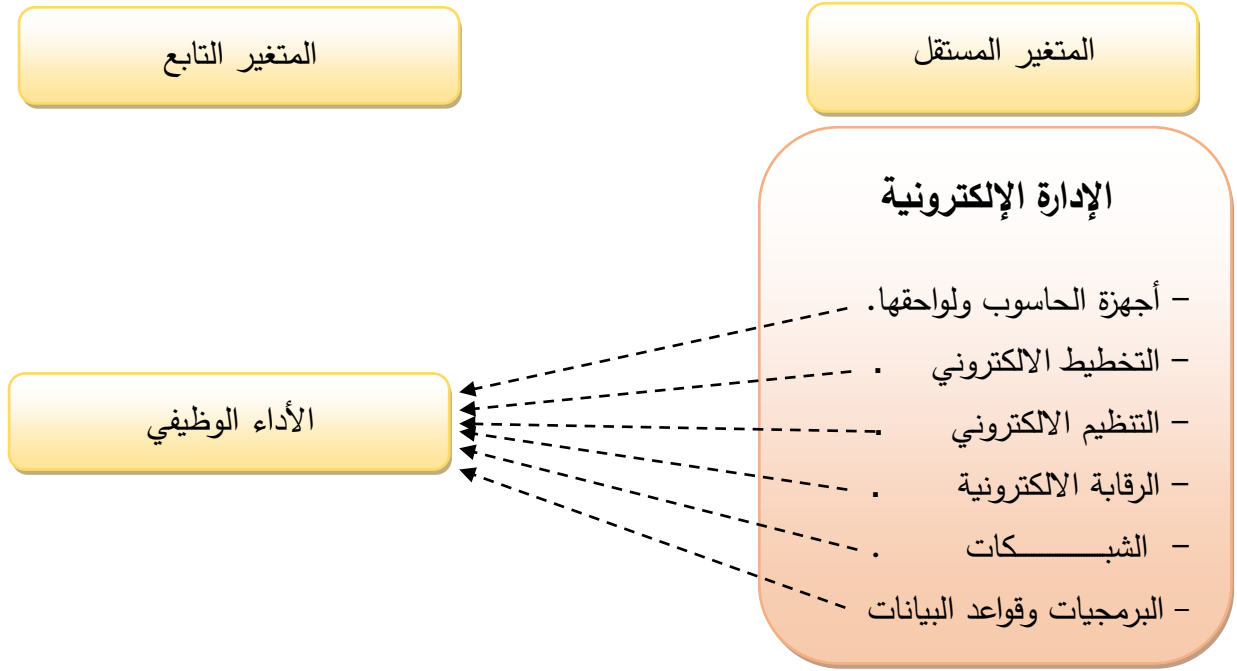 المتغير المستقل
المتغير التابع
الإدارة الإلكترونية
- أجهزة الحاسوب ولواحقها.
- التخطيط الالكتروني .
- التنظيم الالكتروني .
- الرقابة الالكترونية .
- الشبــــــــكات .
- البرمجيات وقواعد البيانات
الأداء الوظيفي